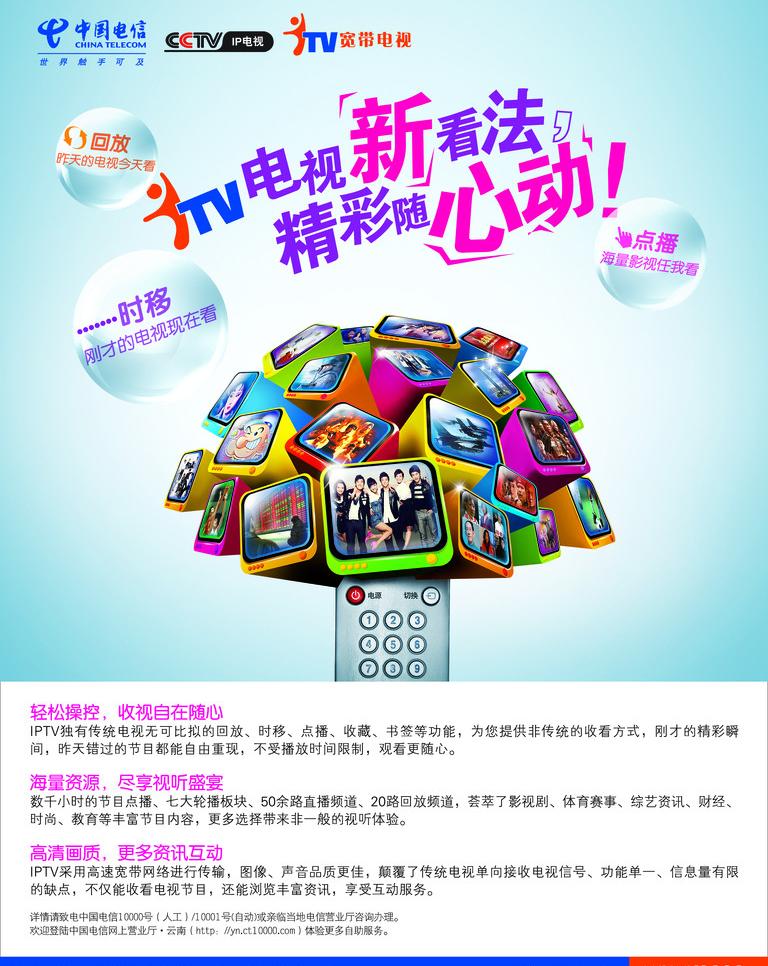 中国电信
CHINA TELECOM
世界触手可及
CCTV IP电视
iTV 宽带电视
回放
昨天的电视今天看
iTV电视「新」看法，
精彩随「心动」！
点播
海量影视任我看
·······时移
刚才的电视现在看
电源 切换
1 2 3
4 5 6
7 8 9
轻松操控，收视自在随心
IPTV独有传统电视无可比拟的回放、时移、点播、收藏、书签等功能，为您提供非传统的收看方式，刚才的精彩瞬
间，昨天错过的节目都能自由重现，不受播放时间限制，观看更随心。
海量资源，尽享视听盛宴
数千小时的节目点播、七大轮播板块、50余路直播频道、20路回放频道，荟萃了影视剧、体育赛事、综艺资讯、财经、
时尚、教育等丰富节目内容，更多选择带来非一般的视听体验。
高清画质，更多资讯互动
IPTV采用高速宽带网络进行传输，图像、声音品质更佳，颠覆了传统电视单向接收电视信号、功能单一、信息量有限
的缺点，不仅能收看电视节目，还能浏览丰富资讯，享受互动服务。
详情请致电中国电信10000号（人工）/10001号(自动)或亲临当地电信营业厅咨询办理。
欢迎登陆中国电信网上营业厅·云南（http: //yn.ct10000.com）体验更多自助服务。